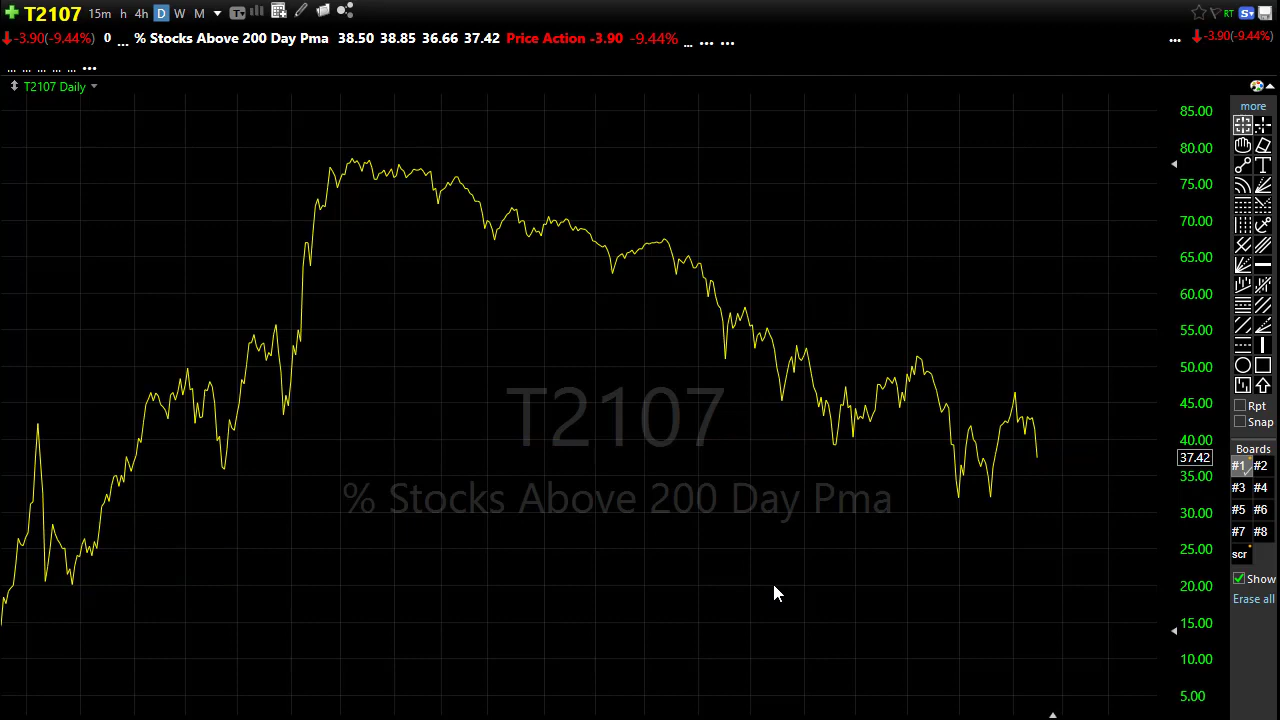 T2107 15m h 4h D W M T RT S
-3.90(-9.44%) 0 ... % Stocks Above 200 Day Pma 38.50 38.85 36.66 37.42 Price Action -3.90 -9.44% ... ... ... ... -3.90(-9.44%)
... ... ... ... ... ...
T2107 Daily
more
85.00
80.00
75.00
70.00
65.00
60.00
55.00
50.00
45.00
40.00
37.42
35.00
30.00
25.00
20.00
15.00
10.00
5.00
T2107
% Stocks Above 200 Day Pma
T
Rpt
Snap
Boards
#1 #2
#3 #4
#5 #6
#7 #8
scr
Show
Erase all